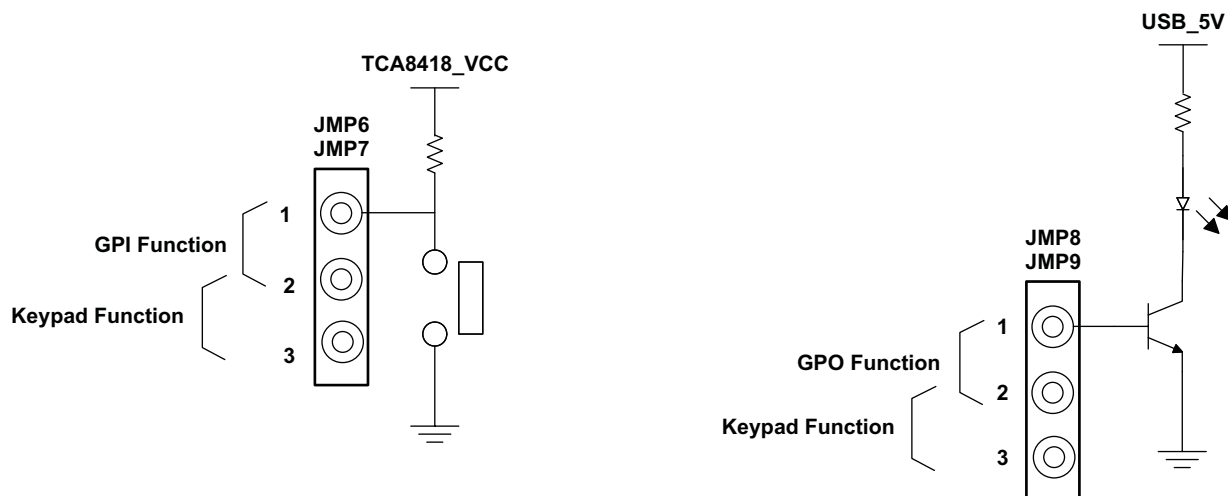 TCA8418_VCC
JMP6
JMP7
1
GPI Function
2
Keypad Function
3
USB_5V
JMP8
JMP9
1
GPO Function
2
Keypad Function
3